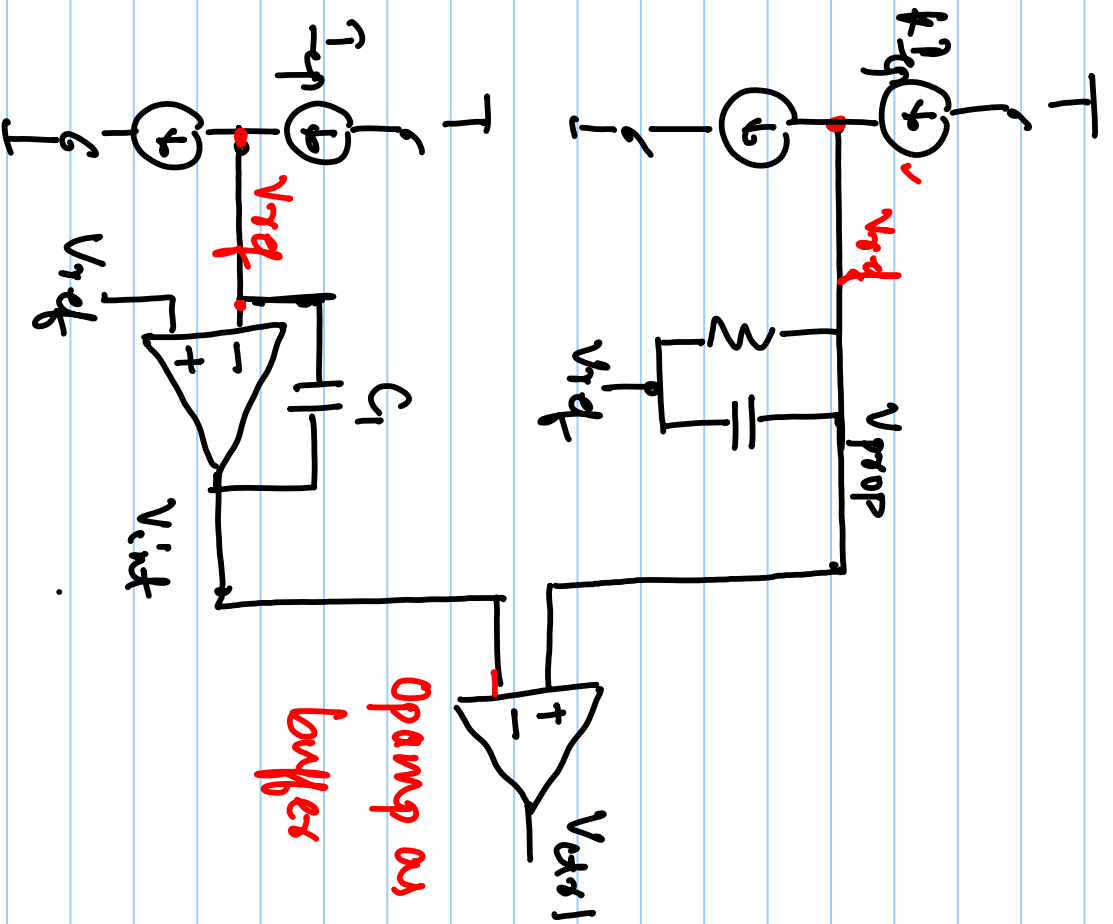 Vref
Vprop
Vref
+
Vctrl
−
Opamp as
C1
buffer
Vref
−
+
Vint
Vref